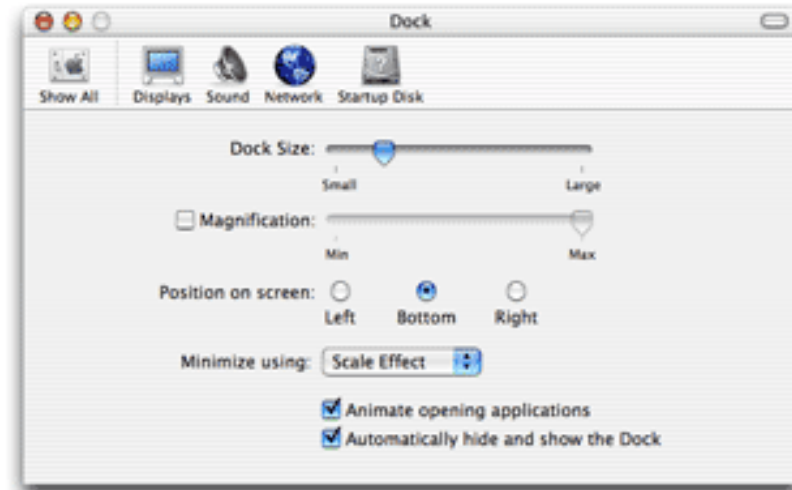 Dock
Show All Displays Sound Network Startup Disk
Dock Size:
Small Large
Magnification:
Min Max
Position on screen:
Left Bottom Right
Minimize using: Scale Effect
Animate opening applications
Automatically hide and show the Dock